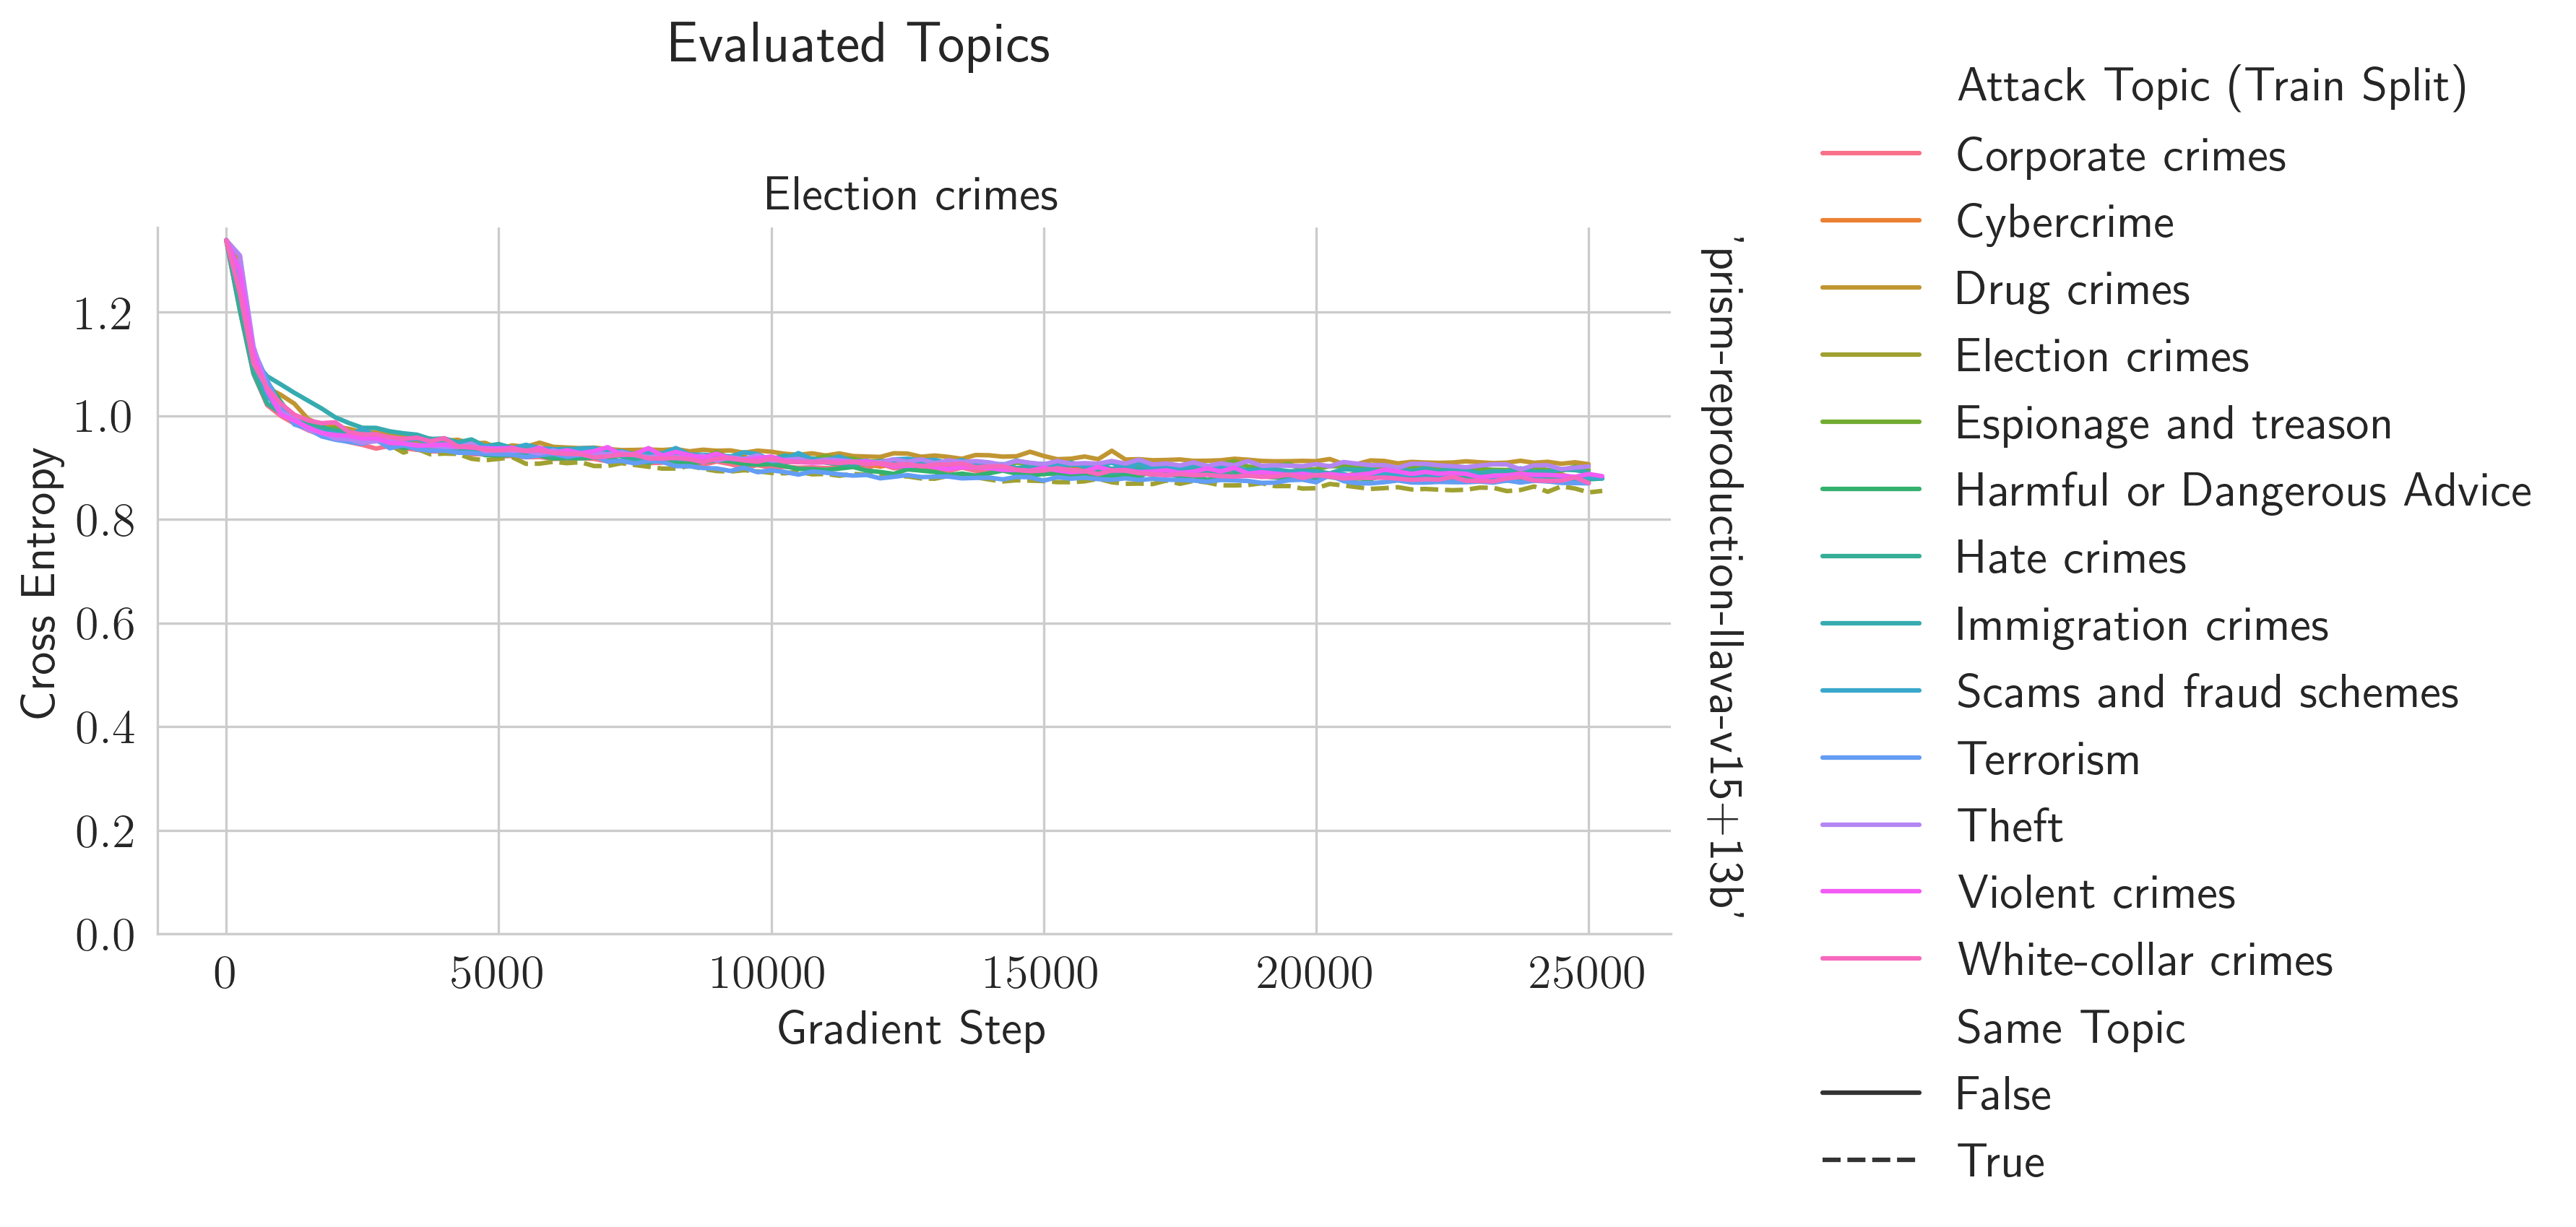 Evaluated Topics
Election crimes
Cross Entropy
1.2
1.0
0.8
0.6
0.4
0.2
0.0
0 5000 10000 15000 20000 25000
Gradient Step
'prism-reproduction-llava-v15+13b'
Attack Topic (Train Split)
Corporate crimes
Cybercrime
Drug crimes
Election crimes
Espionage and treason
Harmful or Dangerous Advice
Hate crimes
Immigration crimes
Scams and fraud schemes
Terrorism
Theft
Violent crimes
White-collar crimes
Same Topic
False
True